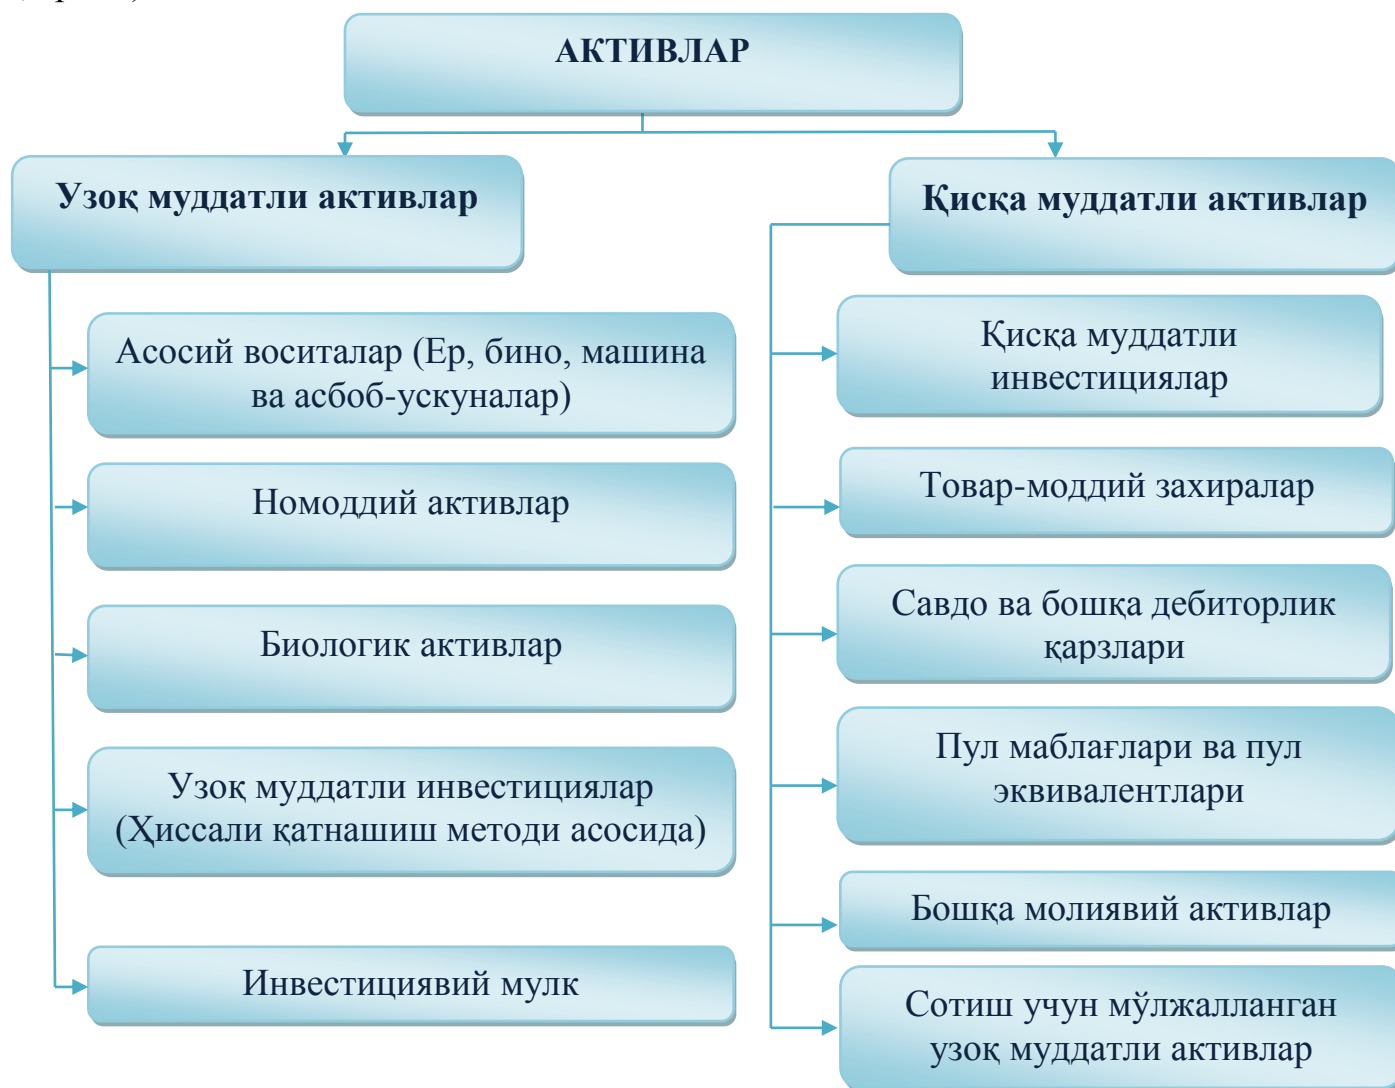 АКТИВЛАР
Узоқ муддатли активлар
Асосий воситалар (Ер, бино, машина
ва асбоб-ускуналар)
Номоддий активлар
Биологик активлар
Узоқ муддатли инвестициялар
(Ҳиссали қатнашиш методи асосида)
Инвестициявий мулк
Қисқа муддатли активлар
Қисқа муддатли
инвестициялар
Товар-моддий захиралар
Савдо ва бошқа дебиторлик
қарзлари
Пул маблағлари ва пул
эквивалентлари
Бошқа молиявий активлар
Сотиш учун мўлжалланган
узоқ муддатли активлар